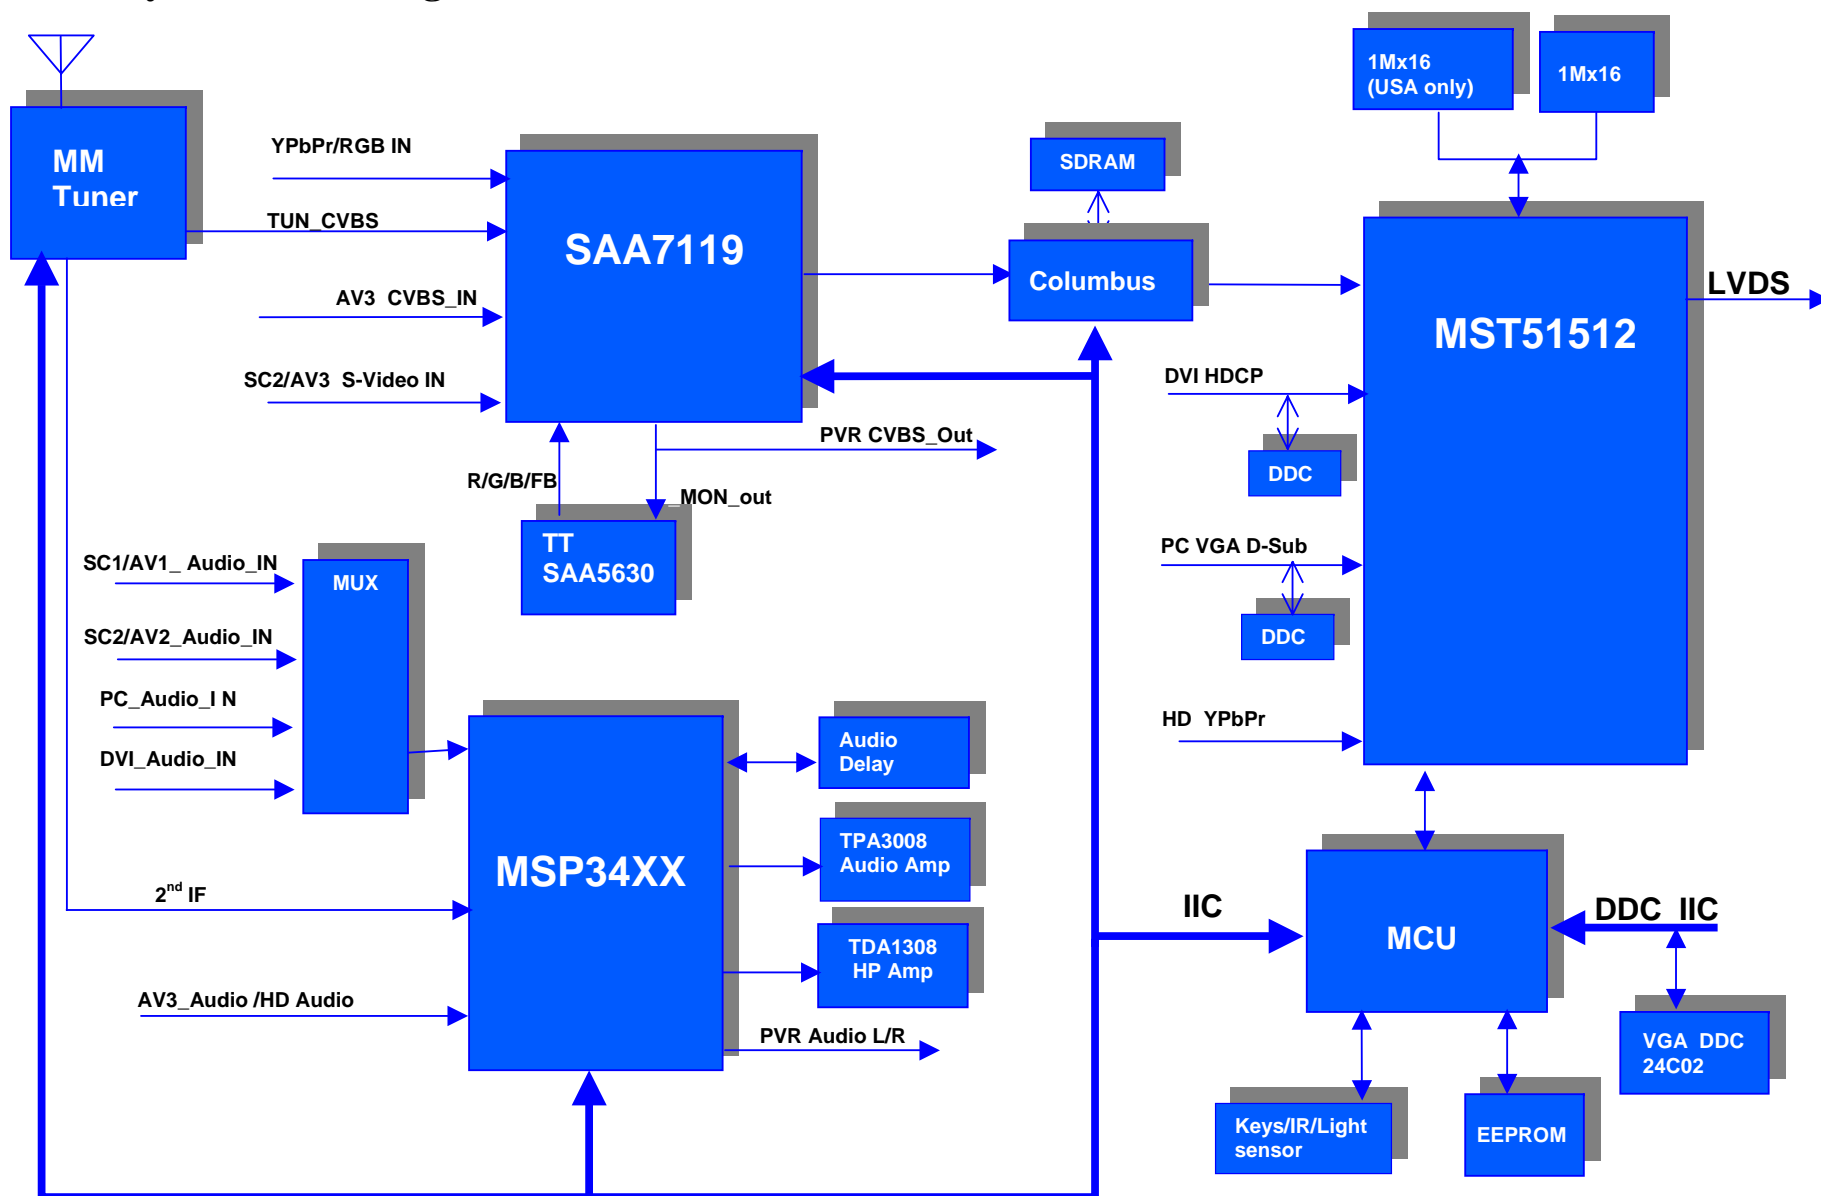 1Mx16
(USA only)
1Mx16
MM
Tuner
YPbPr/RGB IN
SDRAM
TUN_CVBS
SAA7119
Columbus
LVDS
AV3 CVBS_IN
MST51512
SC2/AV3 S-Video IN
DVI HDCP
PVR CVBS_Out
DDC
R/G/B/FB
_MON_out
TT
SAA5630
PC VGA D-Sub
SC1/AV1_ Audio_IN
MUX
DDC
SC2/AV2_Audio_IN
PC_Audio_I N
HD YPbPr
DVI_Audio_IN
Audio
Delay
TPA3008
Audio Amp
MSP34XX
2nd IF
IIC
DDC IIC
MCU
TDA1308
HP Amp
AV3_Audio /HD Audio
PVR Audio L/R
VGA DDC
24C02
Keys/IR/Light
sensor
EEPROM